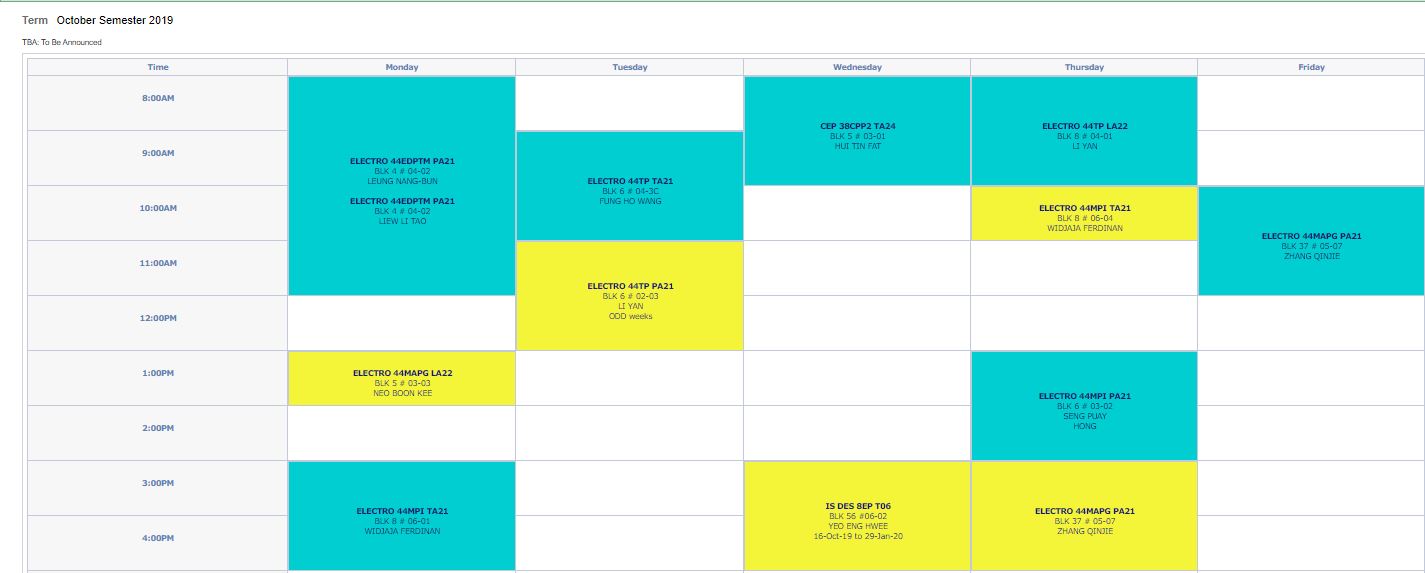 Term October Semester 2019
TBA: To Be Announced
Time Monday Tuesday Wednesday Thursday Friday
8:00AM
9:00AM
10:00AM
11:00AM
12:00PM
1:00PM
2:00PM
3:00PM
4:00PM
ELECTRO 44EDPTM PA21
BLK 4 # 04-02
LEUNG NANG-BUN
ELECTRO 44EDPTM PA21
BLK 4 # 04-02
LIEW LI TAO
ELECTRO 44MAPG LA22
BLK 5 # 03-03
NEO BOON KEE
ELECTRO 44MPI TA21
BLK 8 # 06-01
WIDJAJA FERDINAN
ELECTRO 44TP TA21
BLK 6 # 04-3C
FUNG HO WANG
ELECTRO 44TP PA21
BLK 6 # 02-03
LI YAN
ODD weeks
CEP 38CPP2 TA24
BLK 5 # 03-01
HUI TIN FAT
IS DES 8EP T06
BLK 56 #06-02
YEO ENG HWEE
16-Oct-19 to 29-Jan-20
ELECTRO 44TP LA22
BLK 8 # 04-01
LI YAN
ELECTRO 44MPI TA21
BLK 8 # 06-04
WIDJAJA FERDINAN
ELECTRO 44MPI PA21
BLK 6 # 03-02
SENG PUAY
HONG
ELECTRO 44MAPG PA21
BLK 37 # 05-07
ZHANG QINJIE
ELECTRO 44MAPG PA21
BLK 37 # 05-07
ZHANG QINJIE